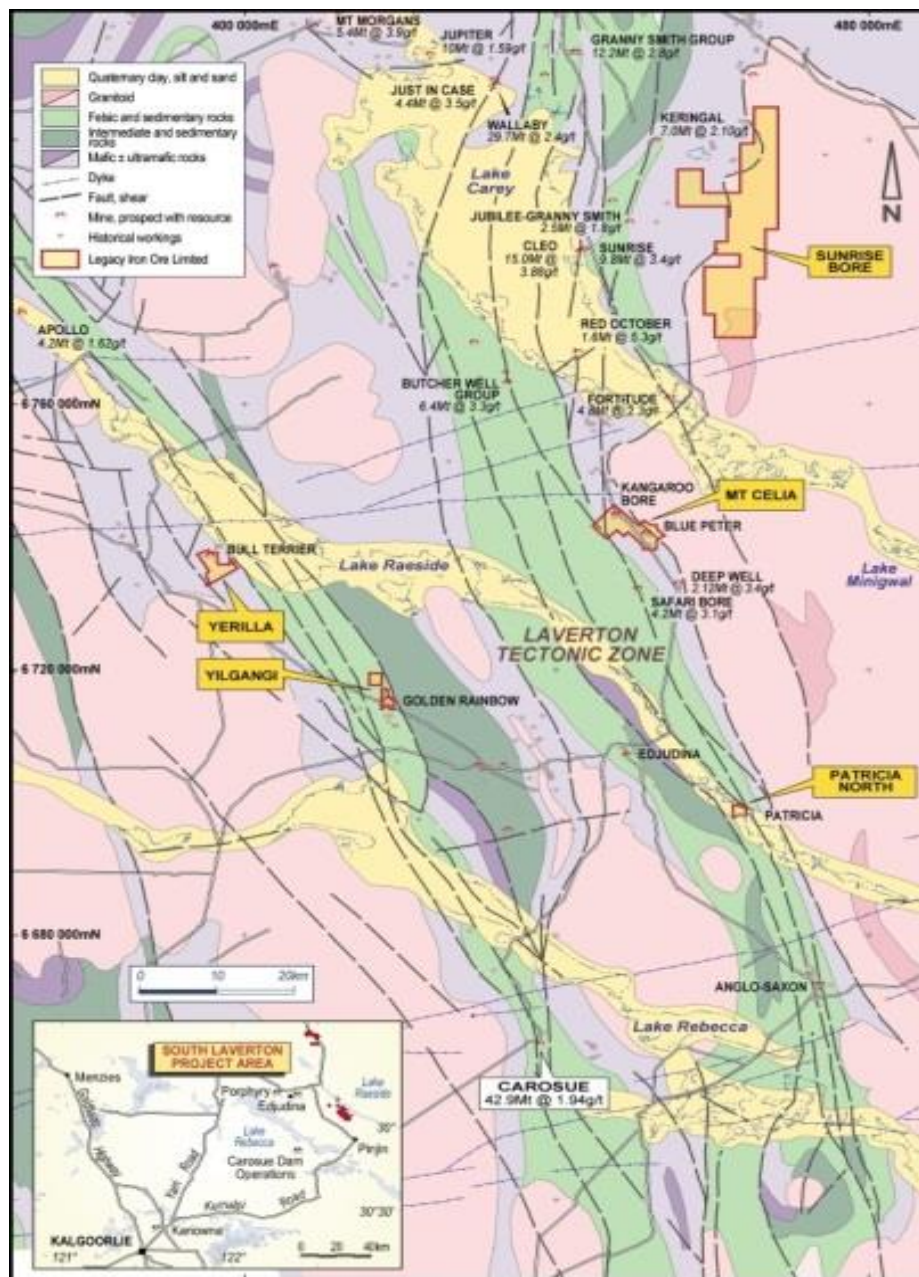 400 000mE
480 000mE
MT MORGANS
5.4Mt @ 3.9g/t
JUPITER
10Mt @ 1.59g/t
GRANNY SMITH GROUP
12.2Mt @ 2.8g/t
Quaternary clay, silt and sand
Granitoid
Felsic and sedimentary rocks
Intermediate and sedimentary
rocks
Mafic ± ultramafic rocks
Dyke
Fault, shear
Mine, prospect with resource
Historical workings
Legacy Iron Ore Limited
JUST IN CASE
4.4Mt @ 3.5g/t
WALLABY
29.7Mt @ 2.4g/t
KERINGAL
7.0Mt @ 2.10g/t
Lake
Carey
N
JUBILEE-GRANNY SMITH
2.5Mt @ 1.8g/t
CLEO
15.0Mt @
3.86g/t
SUNRISE
9.8Mt @ 3.4g/t
SUNRISE
BORE
APOLLO
4.2Mt @ 1.62g/t
RED OCTOBER
1.6Mt @ 5.3g/t
BUTCHER WELL
GROUP
6.4Mt @ 3.3g/t
FORTITUDE
4.8Mt @ 2.3g/t
6 760 000mN
KANGAROO
BORE
MT CELIA
BLUE PETER
BULL TERRIER
Lake Raeside
Lake
Minigwal
DEEP WELL
2.12Mt @ 3.4g/t
SAFARI BORE
4.2Mt @ 3.1g/t
YERILLA
LAVERTON
TECTONIC ZONE
6 720 000mN
YILGANGI
GOLDEN RAINBOW
EDJUDINA
PATRICIA
NORTH
PATRICIA
6 680 000mN
0 10 20km
ANGLO-SAXON
Lake Rebecca
CAROSUE
42.9Mt @ 1.94g/t
SOUTH LAVERTON
PROJECT AREA
Menzies
Porphyry
Edjudina
Lake
Raeside
Goldfields
Highway
Yarri Road
Lake
Rebecca
Carosue Dam
Operations
30°
Pinjin
Kurnalpi Road
Kanowna
30°30'
KALGOORLIE
121°
122°
0 20 40km